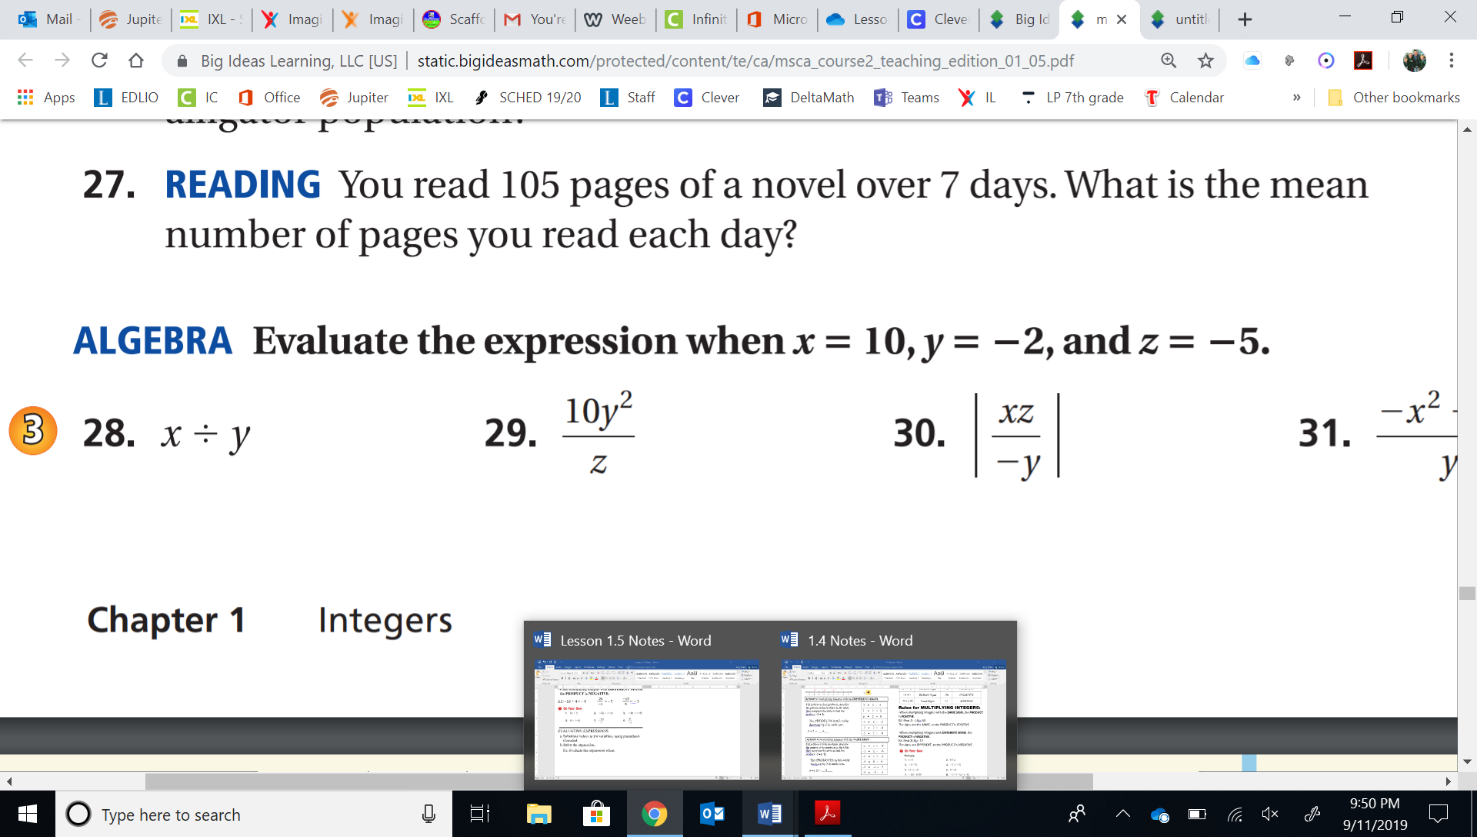 Mail
Jupite
IXL -
Imagi
Imagi
Scaffo
M You're
Weeb
Infinit
Micro
Lesso
Cleve
Big Id
m
untitl
Big Ideas Learning, LLC [US] | static.bigideasmath.com/protected/content/te/ca/msca_course2_teaching_edition_01_05.pdf
Apps
EDLIO
IC
Office
Jupiter
IXL
SCHED 19/20
Staff
Clever
DeltaMath
Teams
IL
LP 7th grade
Calendar
»
Other bookmarks
alligator population.
27. READING You read 105 pages of a novel over 7 days. What is the mean
number of pages you read each day?
ALGEBRA Evaluate the expression when x = 10, y = −2, and z = −5.
3 28. x ÷ y 29. 10y² / z 30. | xz / −y | 31. −x² / y
Chapter 1 Integers
Lesson 1.5 Notes - Word
1.4 Notes - Word
Type here to search
9:50 PM
9/11/2019